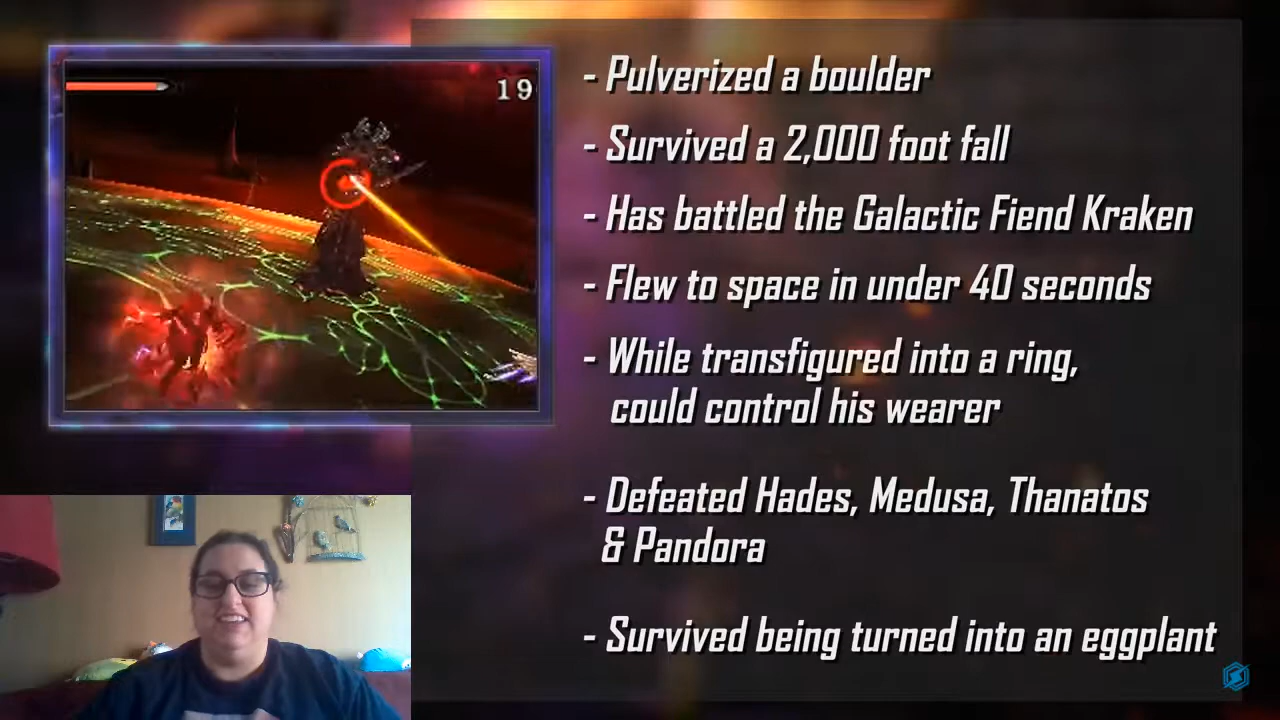 19
- Pulverized a boulder
- Survived a 2,000 foot fall
- Has battled the Galactic Fiend Kraken
- Flew to space in under 40 seconds
- While transfigured into a ring,
could control his wearer
- Defeated Hades, Medusa, Thanatos
& Pandora
- Survived being turned into an eggplant